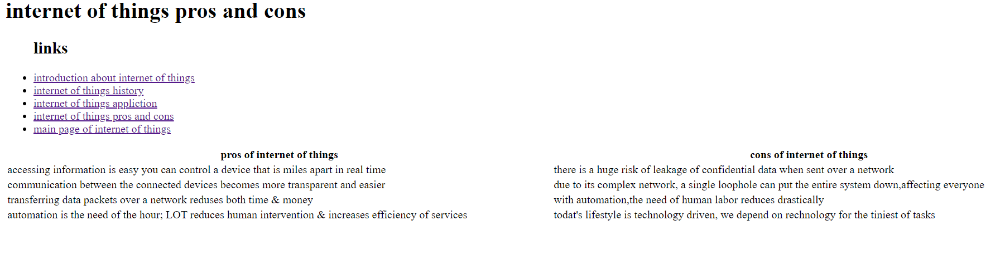 internet of things pros and cons
links
introduction about internet of things
internet of things history
internet of things appliction
internet of things pros and cons
main page of internet of things
pros of internet of things cons of internet of things
accessing information is easy you can control a device that is miles apart in real time there is a huge risk of leakage of confidential data when sent over a network
communication between the connected devices becomes more transparent and easier due to its complex network, a single loophole can put the entire system down,affecting everyone
transferring data packets over a network reduses both time & money with automation,the need of human labor reduces drastically
automation is the need of the hour; LOT reduces human intervention & increases efficiency of services todat's lifestyle is technology driven, we depend on rechnology for the tiniest of tasks